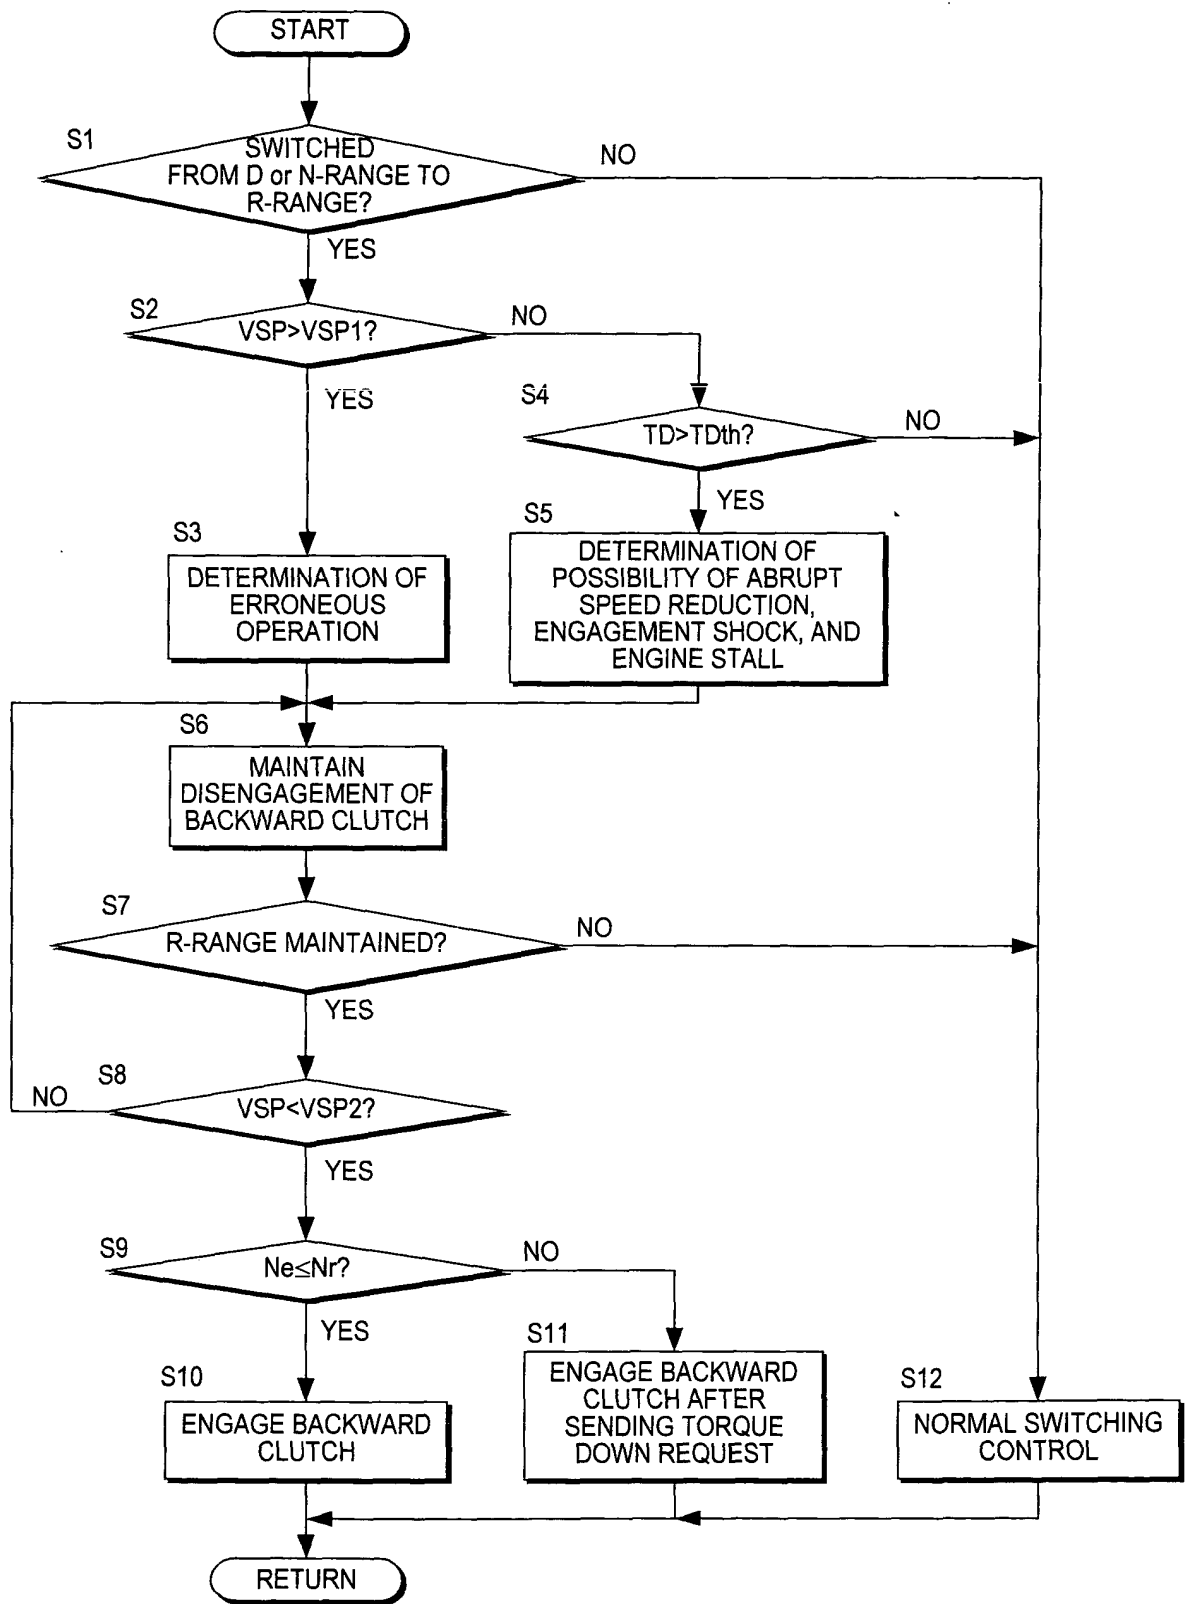 START
S1
SWITCHED
FROM D or N-RANGE TO
R-RANGE?
NO
YES
S2
VSP>VSP1?
NO
YES
S4
TD>TDth?
NO
YES
S3
DETERMINATION OF
ERRONEOUS
OPERATION
S5
DETERMINATION OF
POSSIBILITY OF ABRUPT
SPEED REDUCTION,
ENGAGEMENT SHOCK, AND
ENGINE STALL
S6
MAINTAIN
DISENGAGEMENT OF
BACKWARD CLUTCH
S7
R-RANGE MAINTAINED?
NO
YES
S8
NO
VSP<VSP2?
YES
S9
Ne≤Nr?
NO
YES
S10
ENGAGE BACKWARD
CLUTCH
S11
ENGAGE BACKWARD
CLUTCH AFTER
SENDING TORQUE
DOWN REQUEST
S12
NORMAL SWITCHING
CONTROL
RETURN